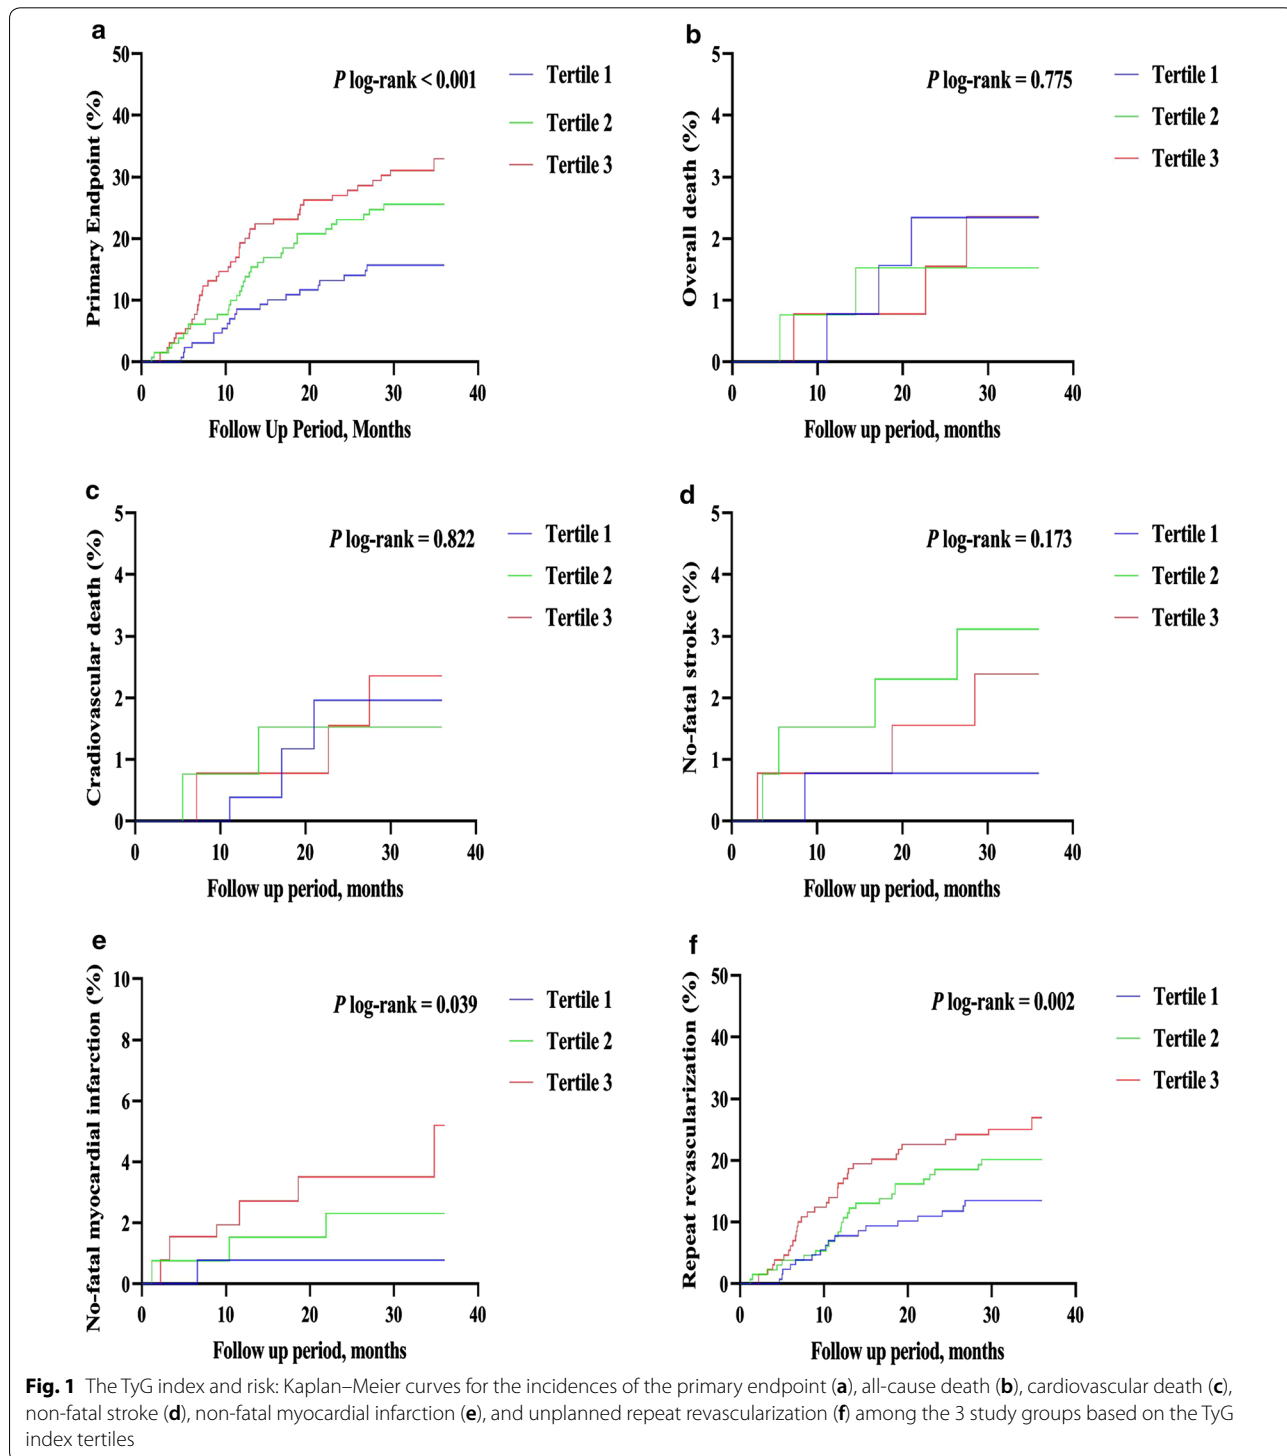 a
50
40
30
20
10
0
Primary Endpoint (%)
P log-rank < 0.001
Tertile 1
Tertile 2
Tertile 3
0 10 20 30 40
Follow Up Period, Months
b
5
4
3
2
1
0
Overall death (%)
P log-rank = 0.775
Tertile 1
Tertile 2
Tertile 3
0 10 20 30 40
Follow up period, months
c
5
4
3
2
1
0
Cradiovascular death (%)
P log-rank = 0.822
Tertile 1
Tertile 2
Tertile 3
0 10 20 30 40
Follow up period, months
d
5
4
3
2
1
0
No-fatal stroke (%)
P log-rank = 0.173
Tertile 1
Tertile 2
Tertile 3
0 10 20 30 40
Follow up period, months
e
10
8
6
4
2
0
No-fatal myocardial infarction (%)
P log-rank = 0.039
Tertile 1
Tertile 2
Tertile 3
0 10 20 30 40
Follow up period, months
f
50
40
30
20
10
0
Repeat revascularization (%)
P log-rank = 0.002
Tertile 1
Tertile 2
Tertile 3
0 10 20 30 40
Follow up period, months
Fig. 1 The TyG index and risk: Kaplan–Meier curves for the incidences of the primary endpoint (a), all-cause death (b), cardiovascular death (c),
non-fatal stroke (d), non-fatal myocardial infarction (e), and unplanned repeat revascularization (f) among the 3 study groups based on the TyG
index tertiles